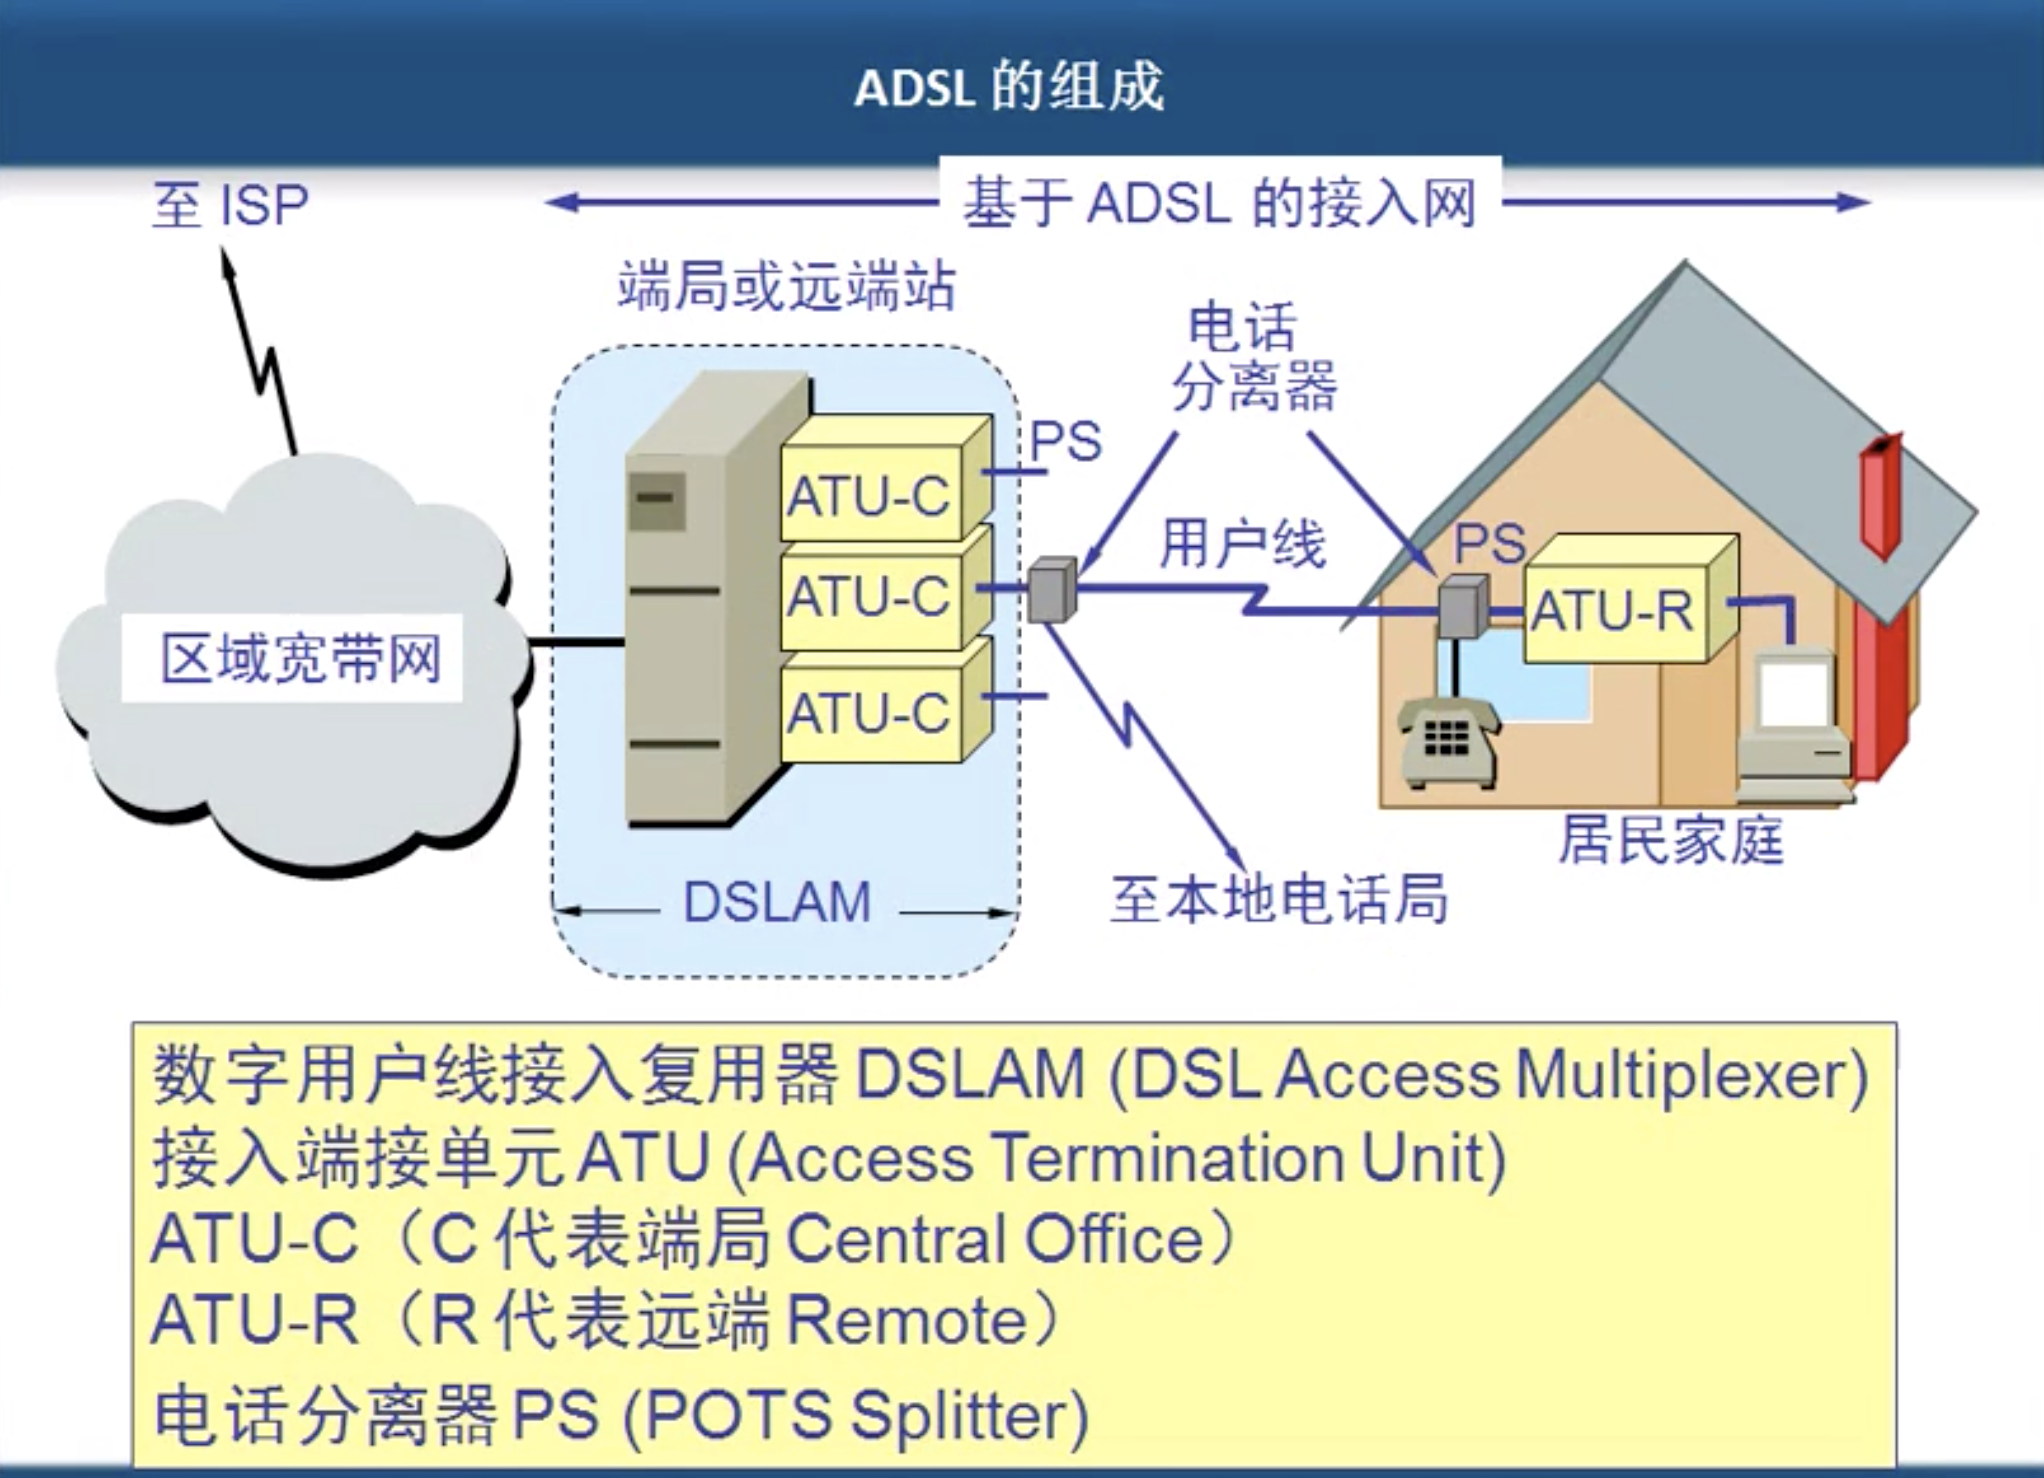 ADSL 的组成
至 ISP
基于 ADSL 的接入网
端局或远端站
电话
分离器
PS
ATU-C
用户线
PS
ATU-C
ATU-R
区域宽带网
ATU-C
居民家庭
DSLAM
至本地电话局
数字用户线接入复用器 DSLAM (DSL Access Multiplexer)
接入端接单元 ATU (Access Termination Unit)
ATU-C（C 代表端局 Central Office）
ATU-R（R 代表远端 Remote）
电话分离器 PS (POTS Splitter)